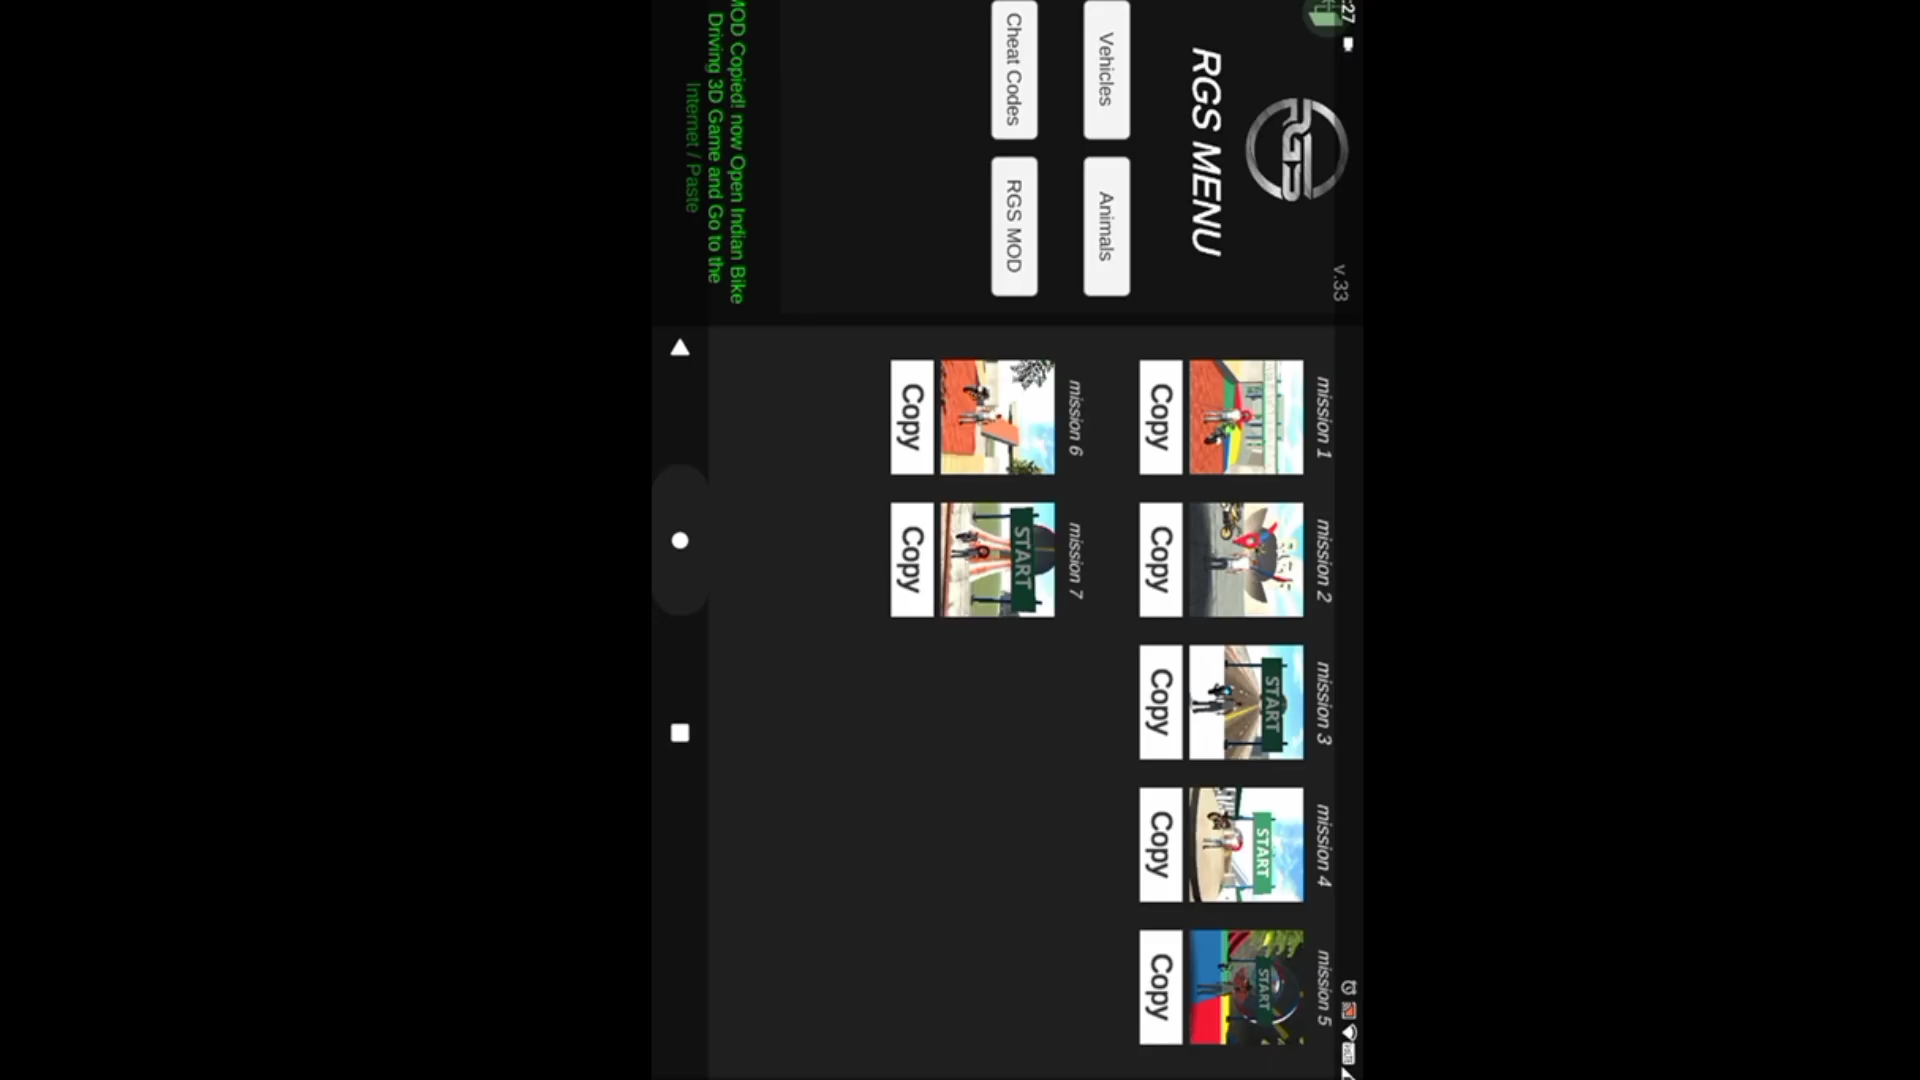 :27
RGS
v.33
RGS MENU
Vehicles
Animals
Cheat Codes
RGS MOD
MOD Copied! now Open Indian Bike
Driving 3D Game and Go to the
Internet / Paste
mission 1
mission 2
mission 3
mission 4
mission 5
START
START
START
Copy
Copy
Copy
Copy
Copy
mission 6
mission 7
START
Copy
Copy